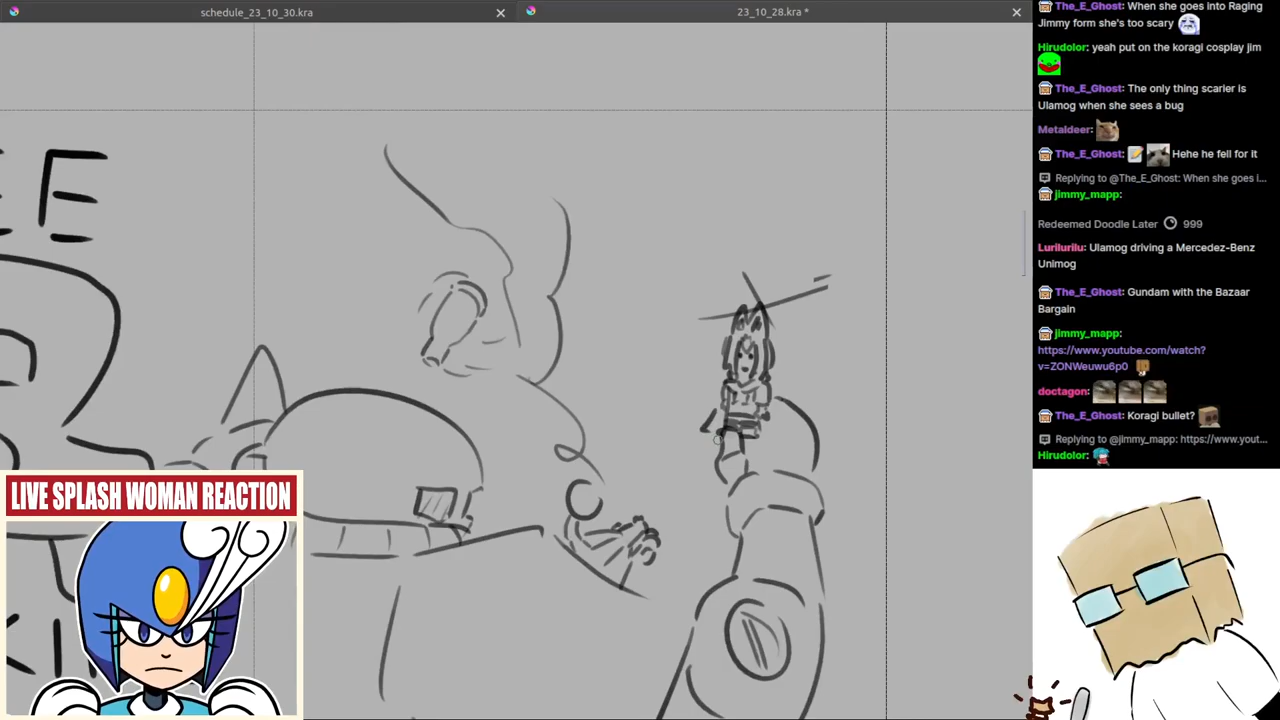 schedule_23_10_30.kra
23_10_28.kra *
EE
LIVE SPLASH WOMAN REACTION
The_E_Ghost: When she goes into Raging
Jimmy form she's too scary
Hirudolor: yeah put on the koragi cosplay jim
The_E_Ghost: The only thing scarier is
Ulamog when she sees a bug
Metaldeer:
The_E_Ghost: Hehe he fell for it
Replying to @The_E_Ghost: When she goes i...
jimmy_mapp:
Redeemed Doodle Later 999
Lurilurilu: Ulamog driving a Mercedez-Benz
Unimog
The_E_Ghost: Gundam with the Bazaar
Bargain
jimmy_mapp:
https://www.youtube.com/watch?
v=ZONWeuwu6p0
doctagon:
The_E_Ghost: Koragi bullet?
Replying to @jimmy_mapp: https://www.yout...
Hirudolor: